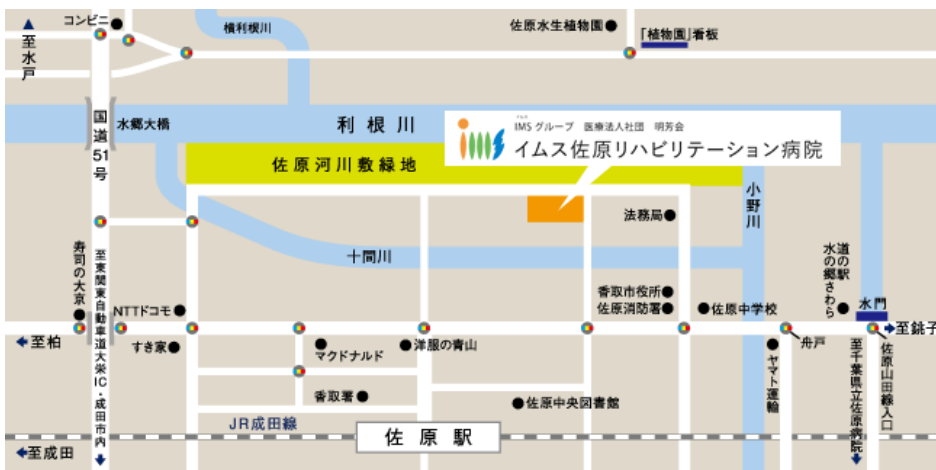 コンビニ
横利根川
佐原水生植物園
「植物園」看板
至水戸
国道51号
水郷大橋
利根川
イムス
IMSグループ 医療法人社団 明芳会
ims
イムス佐原リハビリテーション病院
佐原河川敷緑地
小野川
法務局
寿司の大京
至東関東自動車道大栄IC・成田市内
十間川
道の駅
水の郷さわら
香取市役所
佐原消防署
佐原中学校
水門
NTTドコモ
至柏
すき家
マクドナルド
洋服の青山
ヤマト運輸
舟戸
至銚子
至千葉県立佐原病院
佐原山田線入口
香取署
佐原中央図書館
JR成田線
佐原駅
至成田